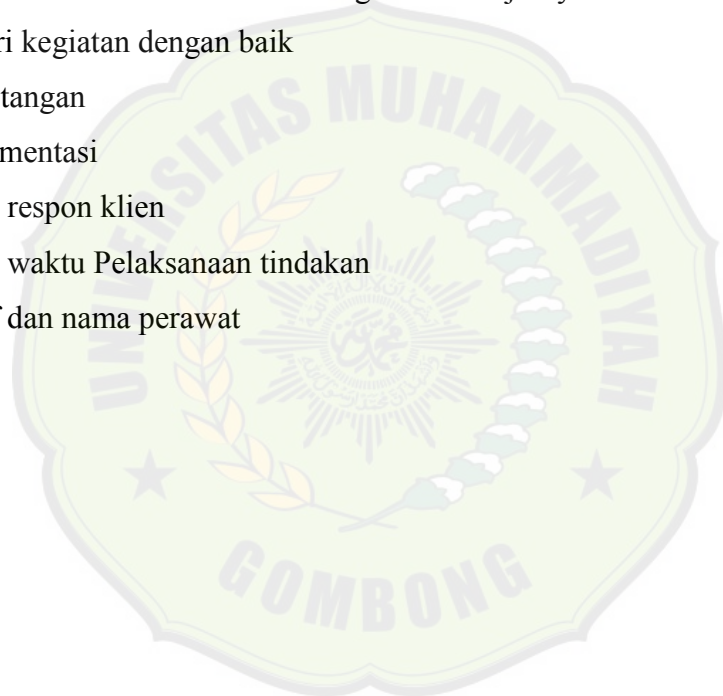 ri kegiatan dengan baik
tangan
mentasi
respon klien
waktu Pelaksanaan tindakan
dan nama perawat
UNIVERSITAS MUHAMMADIYAH
GOMBONG